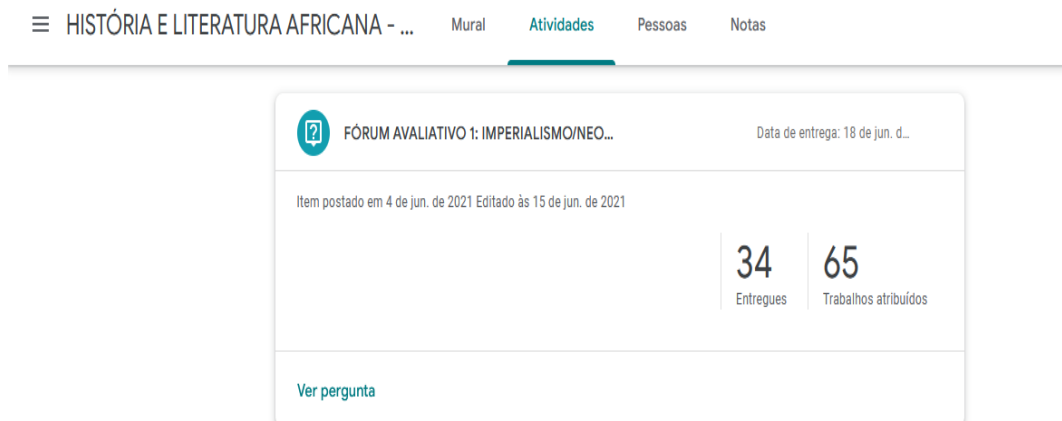 HISTÓRIA E LITERATURA AFRICANA - ... Mural Atividades Pessoas Notas
FÓRUM AVALIATIVO 1: IMPERIALISMO/NEO... Data de entrega: 18 de jun. d...
Item postado em 4 de jun. de 2021 Editado às 15 de jun. de 2021
34 65
Entregues Trabalhos atribuídos
Ver pergunta